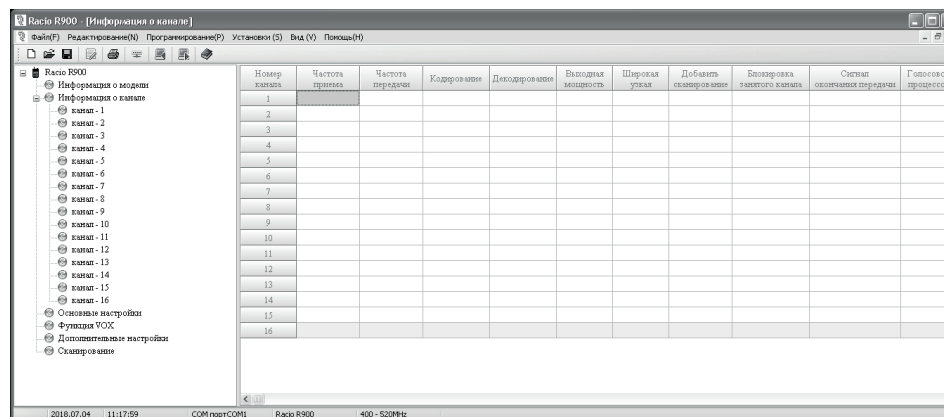 Racio R900 - [Информация о канале]
Файл(F) Редактирование(N) Программирование(P) Установки (S) Вид (V) Помощь(H)
Racio R900
Информация о модели
Информация о канале
канал - 1
канал - 2
канал - 3
канал - 4
канал - 5
канал - 6
канал - 7
канал - 8
канал - 9
канал - 10
канал - 11
канал - 12
канал - 13
канал - 14
канал - 15
канал - 16
Основные настройки
Функция VOX
Дополнительные настройки
Сканирование
Номер канала
Частота приема
Частота передачи
Кодирование
Декодирование
Выходная мощность
Широкая узкая
Добавить сканирование
Блокировка занятого канала
Сигнал окончания передачи
Голосово
процессо
1
2
3
4
5
6
7
8
9
10
11
12
13
14
15
16
2018.07.04 11:17:59 COM портCOM1 Racio R900 400 - 520MHz